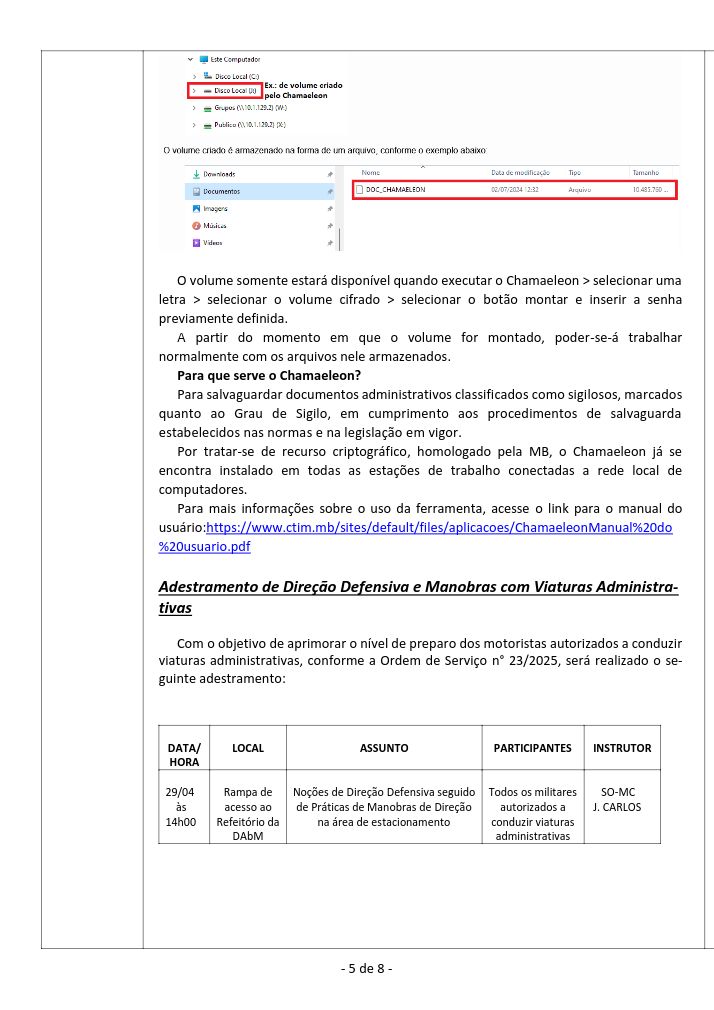 Este Computador
Disco Local (C:)
Disco Local (J:)
Ex.: de volume criado
pelo Chamaeleon
Grupos (\\10.1.129.2) (W:)
Publico (\\10.1.129.2) (X:)
O volume criado é armazenado na forma de um arquivo, conforme o exemplo abaixo:
Downloads
Documentos
Imagens
Músicas
Vídeos
Nome Data de modificação Tipo Tamanho
DOC_CHAMAELEON 02/07/2024 12:32 Arquivo 10.485.760 ...
O volume somente estará disponível quando executar o Chamaeleon > selecionar uma
letra > selecionar o volume cifrado > selecionar o botão montar e inserir a senha
previamente definida.
A partir do momento em que o volume for montado, poder-se-á trabalhar
normalmente com os arquivos nele armazenados.
Para que serve o Chamaeleon?
Para salvaguardar documentos administrativos classificados como sigilosos, marcados
quanto ao Grau de Sigilo, em cumprimento aos procedimentos de salvaguarda
estabelecidos nas normas e na legislação em vigor.
Por tratar-se de recurso criptográfico, homologado pela MB, o Chamaeleon já se
encontra instalado em todas as estações de trabalho conectadas a rede local de
computadores.
Para mais informações sobre o uso da ferramenta, acesse o link para o manual do
usuário:https://www.ctim.mb/sites/default/files/aplicacoes/ChamaeleonManual%20do
%20usuario.pdf
Adestramento de Direção Defensiva e Manobras com Viaturas Administra-
tivas
Com o objetivo de aprimorar o nível de preparo dos motoristas autorizados a conduzir
viaturas administrativas, conforme a Ordem de Serviço n° 23/2025, será realizado o se-
guinte adestramento:
DATA/ LOCAL ASSUNTO PARTICIPANTES INSTRUTOR
HORA
29/04 Rampa de Noções de Direção Defensiva seguido Todos os militares SO-MC
às acesso ao de Práticas de Manobras de Direção autorizados a J. CARLOS
14h00 Refeitório da na área de estacionamento conduzir viaturas
DAbM administrativas
- 5 de 8 -